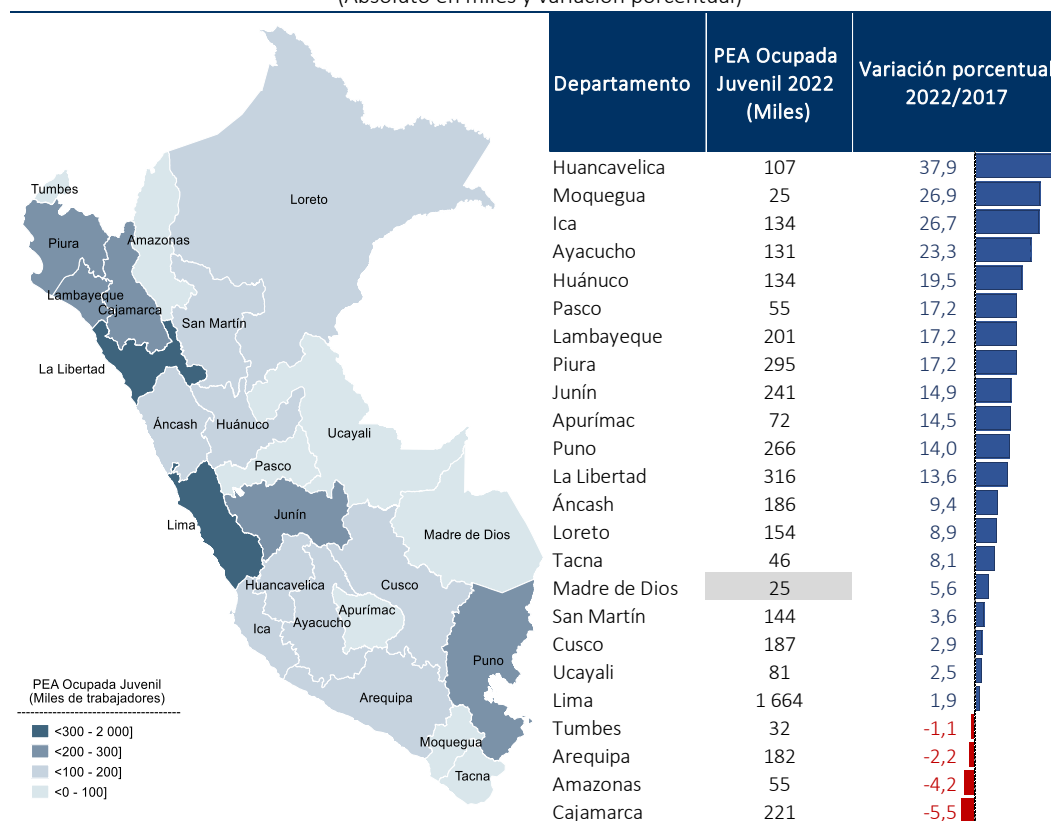 (Absoluto en miles y variación porcentual)
Tumbes
Loreto
Piura
Amazonas
Lambayeque
Cajamarca
San Martín
La Libertad
Áncash
Huánuco
Ucayali
Pasco
Junín
Lima
Madre de Dios
Huancavelica
Cusco
Apurímac
Ica
Ayacucho
Puno
Arequipa
Moquegua
Tacna
PEA Ocupada Juvenil
(Miles de trabajadores)
<300 - 2 000]
<200 - 300]
<100 - 200]
<0 - 100]
Departamento
PEA Ocupada
Juvenil 2022
(Miles)
Variación porcentual
2022/2017
Huancavelica 107 37,9
Moquegua 25 26,9
Ica 134 26,7
Ayacucho 131 23,3
Huánuco 134 19,5
Pasco 55 17,2
Lambayeque 201 17,2
Piura 295 17,2
Junín 241 14,9
Apurímac 72 14,5
Puno 266 14,0
La Libertad 316 13,6
Áncash 186 9,4
Loreto 154 8,9
Tacna 46 8,1
Madre de Dios 25 5,6
San Martín 144 3,6
Cusco 187 2,9
Ucayali 81 2,5
Lima 1 664 1,9
Tumbes 32 -1,1
Arequipa 182 -2,2
Amazonas 55 -4,2
Cajamarca 221 -5,5